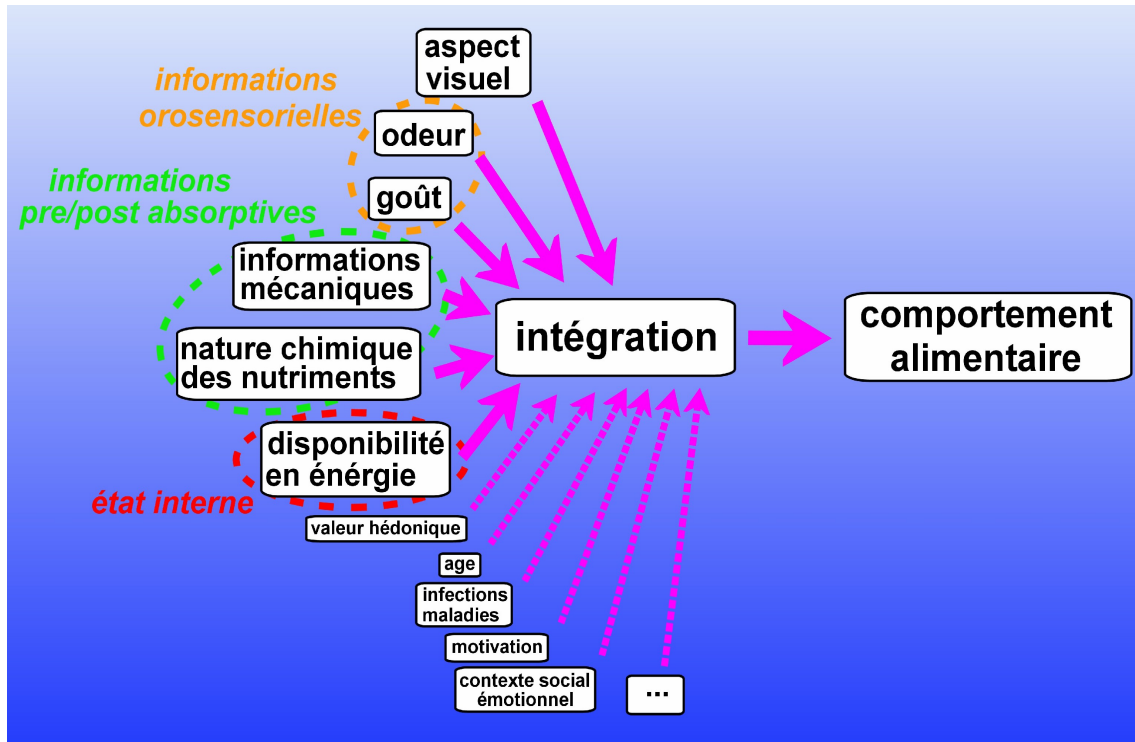 aspect
visuel
informations
orosensorielles
odeur
goût
informations
pre/post absorptives
informations
mécaniques
nature chimique
des nutriments
intégration
comportement
alimentaire
disponibilité
en énérgie
état interne
valeur hédonique
age
infections
maladies
motivation
contexte social
émotionnel
...